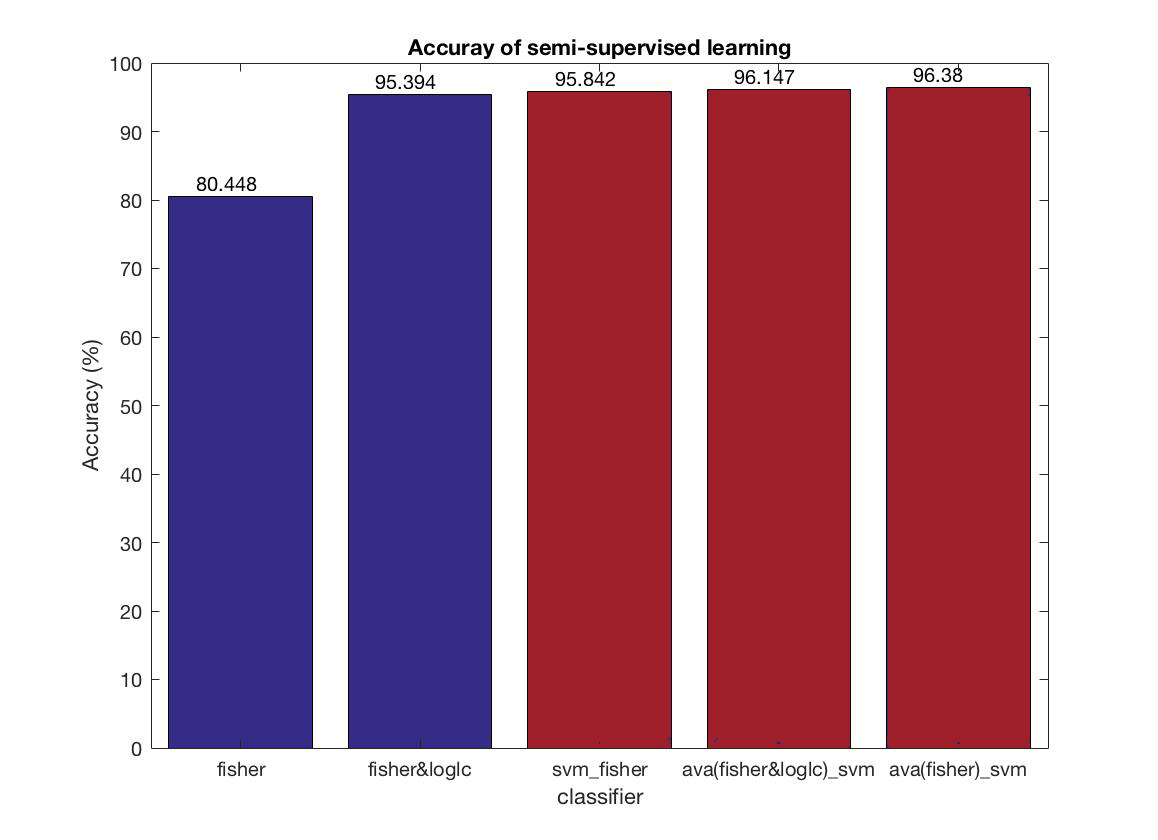 Accuray of semi-supervised learning
100
90
80
70
60
50
40
30
20
10
0
Accuracy (%)
80.448
95.394
95.842
96.147
96.38
fisher
fisher&loglc
svm_fisher
ava(fisher&loglc)_svm
ava(fisher)_svm
classifier